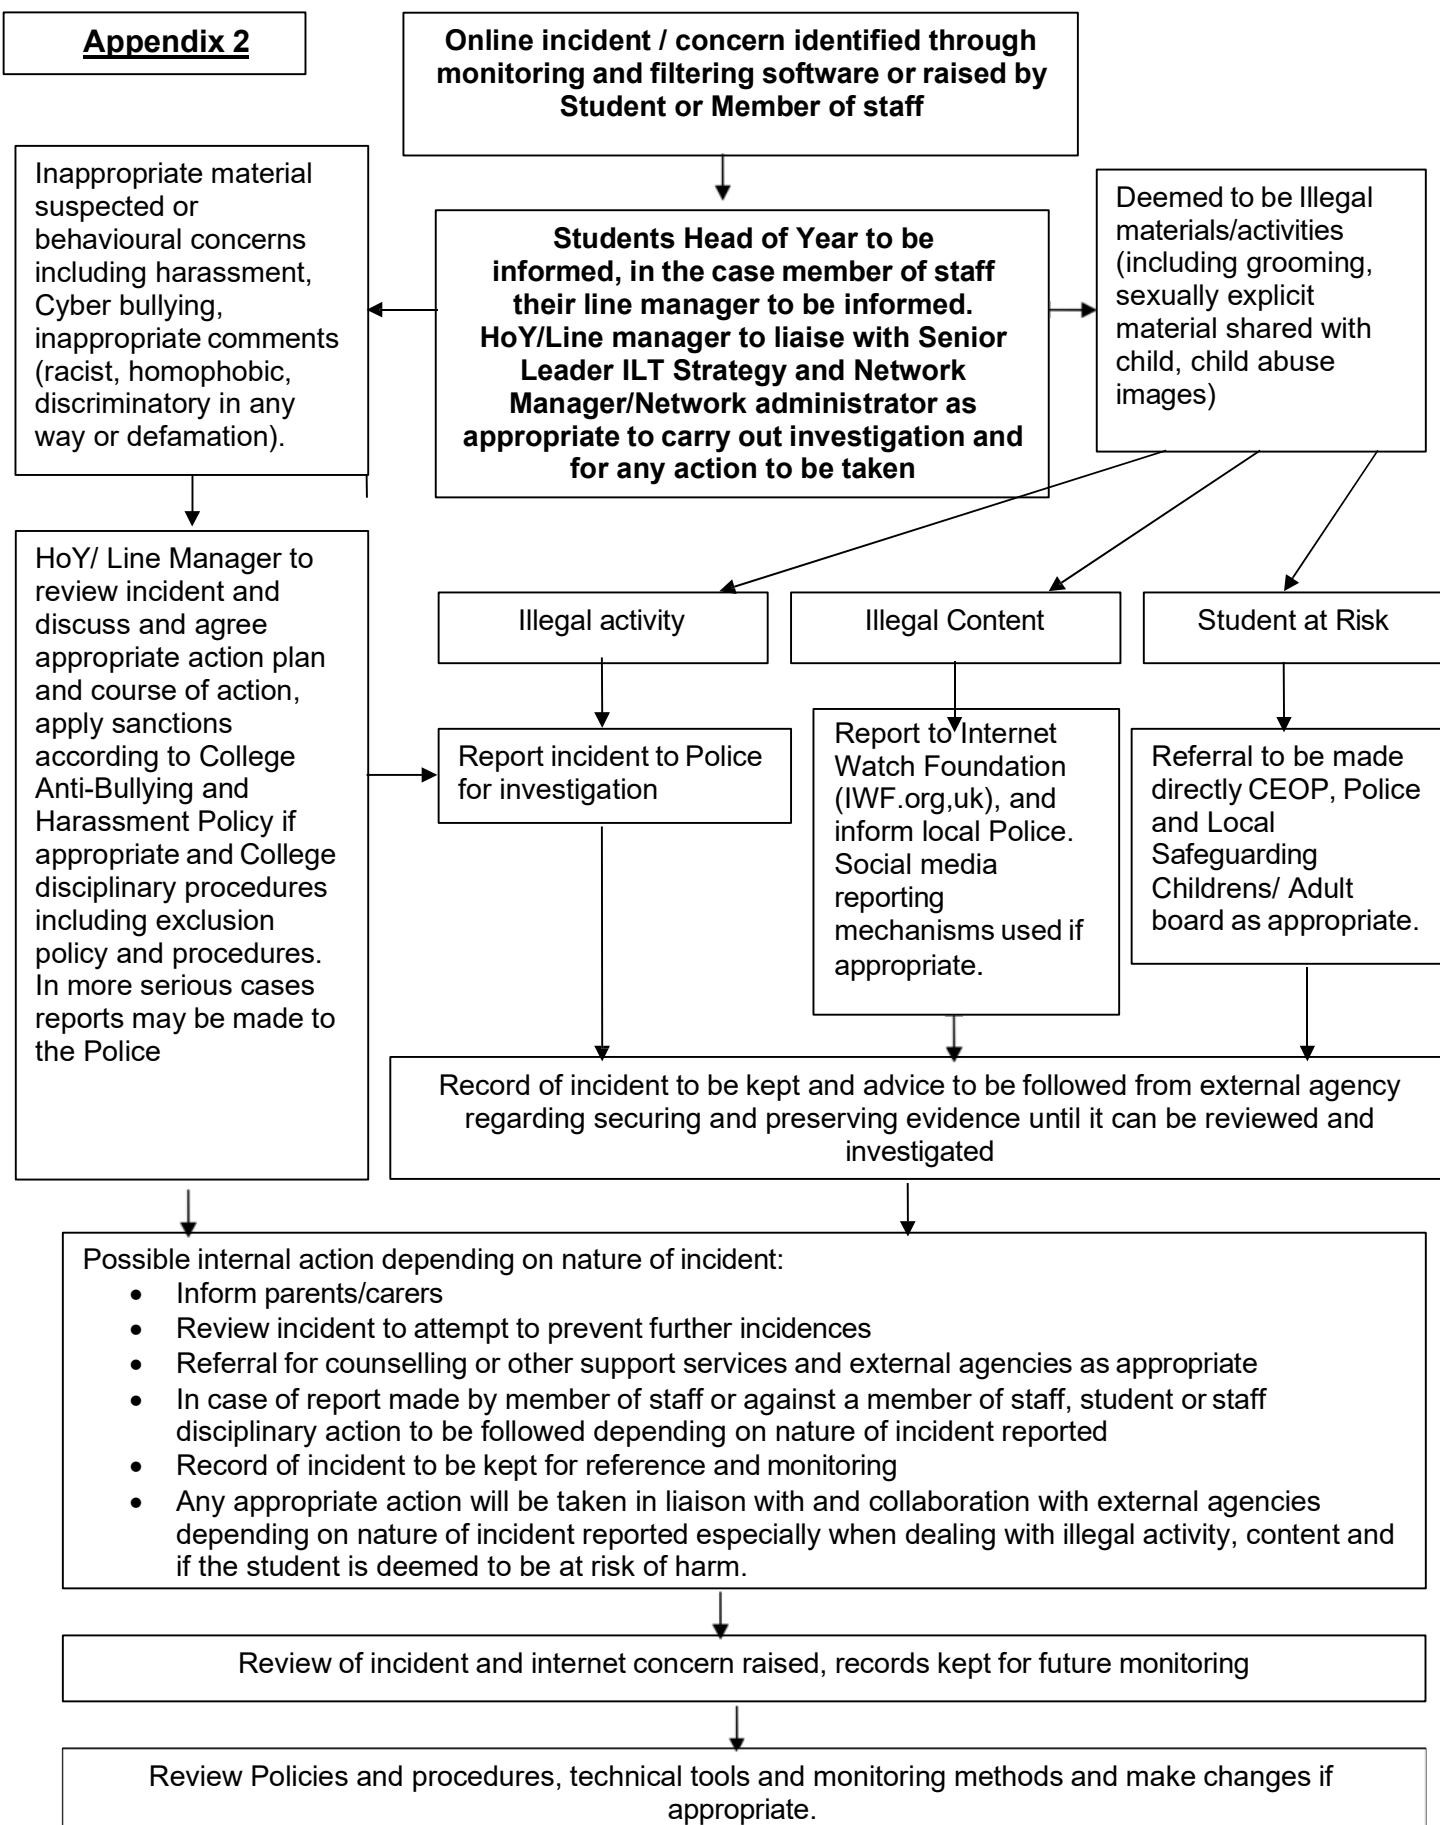 Appendix 2
Online incident / concern identified through
monitoring and filtering software or raised by
Student or Member of staff
Inappropriate material
suspected or
behavioural concerns
including harassment,
Cyber bullying,
inappropriate comments
(racist, homophobic,
discriminatory in any
way or defamation).
Students Head of Year to be
informed, in the case member of staff
their line manager to be informed.
HoY/Line manager to liaise with Senior
Leader ILT Strategy and Network
Manager/Network administrator as
appropriate to carry out investigation and
for any action to be taken
Deemed to be Illegal
materials/activities
(including grooming,
sexually explicit
material shared with
child, child abuse
images)
HoY/ Line Manager to
review incident and
discuss and agree
appropriate action plan
and course of action,
apply sanctions
according to College
Anti-Bullying and
Harassment Policy if
appropriate and College
disciplinary procedures
including exclusion
policy and procedures.
In more serious cases
reports may be made to
the Police
Illegal activity
Illegal Content
Student at Risk
Report incident to Police
for investigation
Report to Internet
Watch Foundation
(IWF.org,uk), and
inform local Police.
Social media
reporting
mechanisms used if
appropriate.
Referral to be made
directly CEOP, Police
and Local
Safeguarding
Childrens/ Adult
board as appropriate.
Record of incident to be kept and advice to be followed from external agency
regarding securing and preserving evidence until it can be reviewed and
investigated
Possible internal action depending on nature of incident:
• Inform parents/carers
• Review incident to attempt to prevent further incidences
• Referral for counselling or other support services and external agencies as appropriate
• In case of report made by member of staff or against a member of staff, student or staff
disciplinary action to be followed depending on nature of incident reported
• Record of incident to be kept for reference and monitoring
• Any appropriate action will be taken in liaison with and collaboration with external agencies
depending on nature of incident reported especially when dealing with illegal activity, content and
if the student is deemed to be at risk of harm.
Review of incident and internet concern raised, records kept for future monitoring
Review Policies and procedures, technical tools and monitoring methods and make changes if
appropriate.